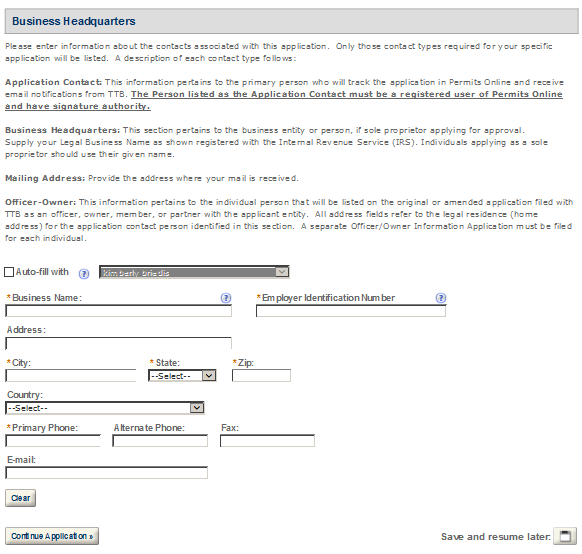 Business Headquarters
Please enter information about the contacts associated with this application.  Only those contact types required for your specific
application will be listed.  A description of each contact type follows:
Application Contact: This information pertains to the primary person who will track the application in Permits Online and receive
email notifications from TTB. The Person listed as the Application Contact must be a registered user of Permits Online
and have signature authority.
Business Headquarters: This section pertains to the business entity or person, if sole proprietor applying for approval.
Supply your Legal Business Name as shown registered with the Internal Revenue Service (IRS). Individuals applying as a sole
proprietor should use their given name.
Mailing Address: Provide the address where your mail is received.
Officer-Owner: This information pertains to the individual person that will be listed on the original or amended application filed with
TTB as an officer, owner, member, or partner with the applicant entity.  All address fields refer to the legal residence (home
address) for the application contact person identified in this section.  A separate Officer/Owner Information Application must be filed
for each individual.
Auto-fill with ? Kimberly Briedis
*Business Name: ? *Employer Identification Number ?
Address:
*City: *State: *Zip:
--Select--
Country:
--Select--
*Primary Phone: Alternate Phone: Fax:
E-mail:
Clear
Continue Application » Save and resume later: